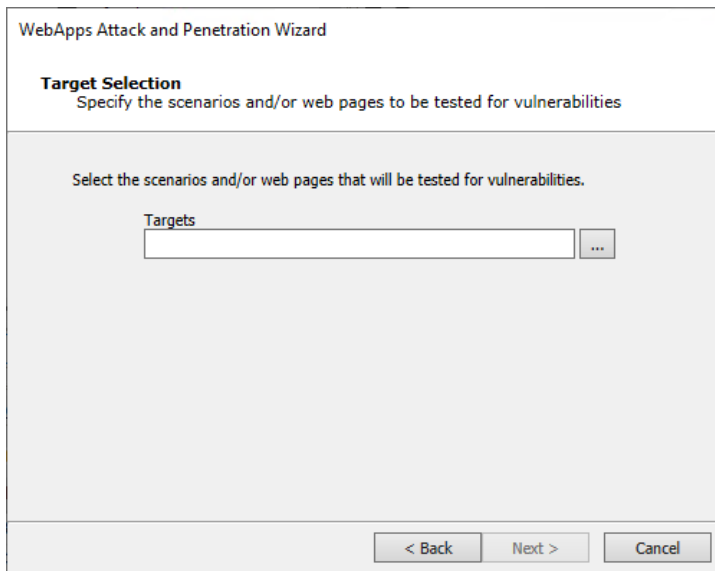 WebApps Attack and Penetration Wizard
Target Selection
Specify the scenarios and/or web pages to be tested for vulnerabilities
Select the scenarios and/or web pages that will be tested for vulnerabilities.
Targets
...
< Back Next > Cancel